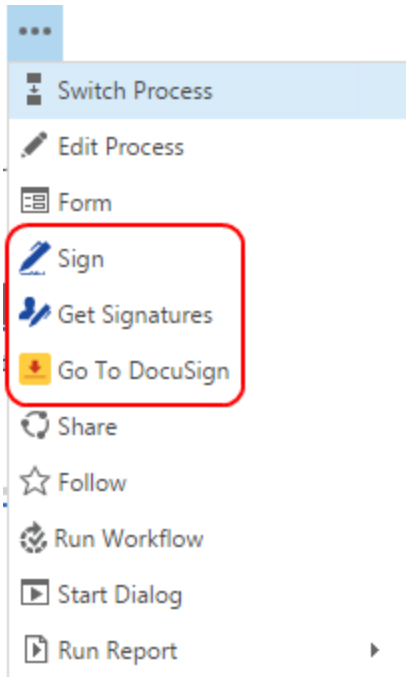 Switch Process
Edit Process
Form
Sign
Get Signatures
Go To DocuSign
Share
Follow
Run Workflow
Start Dialog
Run Report